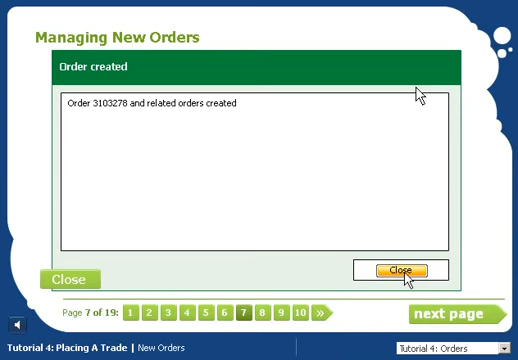 Managing New Orders
Order created
Order 3103278 and related orders created
Close
Close
Page 7 of 19: 1 2 3 4 5 6 7 8 9 10 »
next page
Tutorial 4: Placing A Trade | New Orders
Tutorial 4: Orders